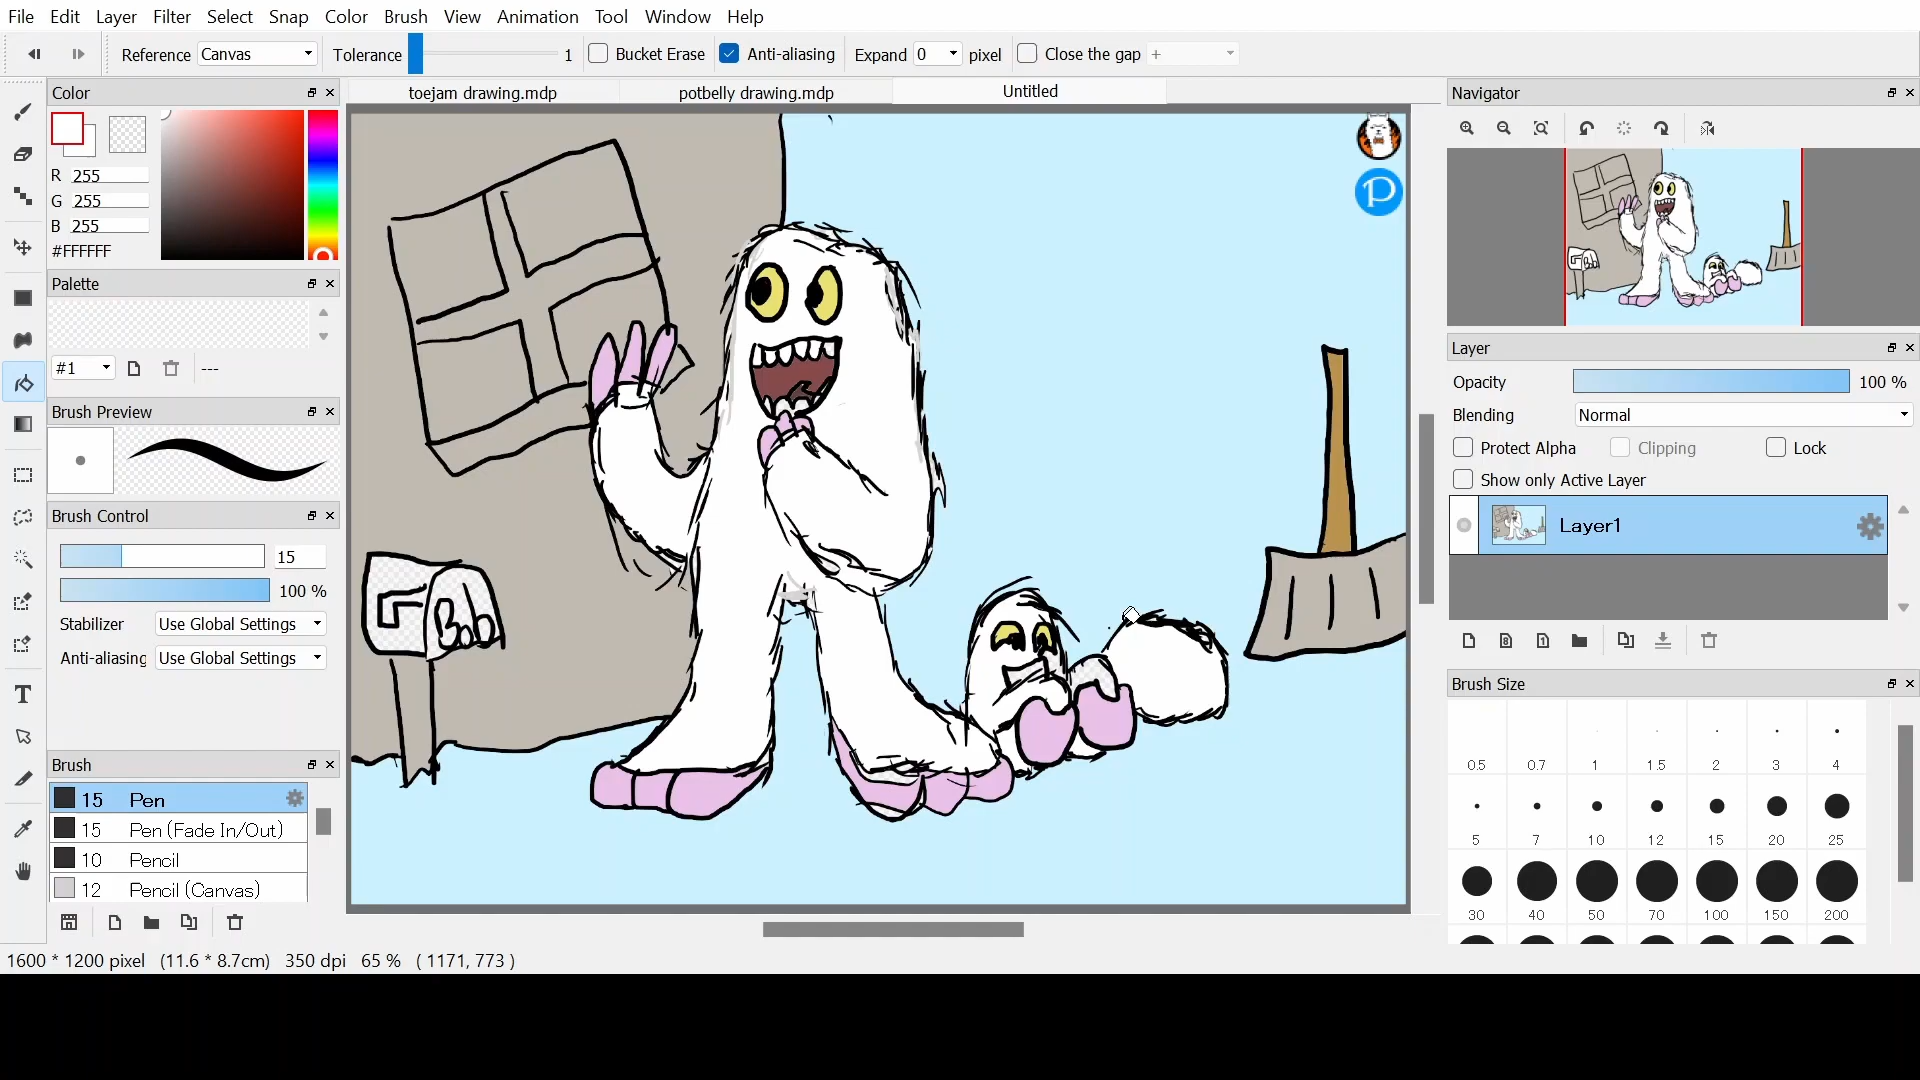 File Edit Layer Filter Select Snap Color Brush View Animation Tool Window Help
Reference Canvas Tolerance 1 Bucket Erase Anti-aliasing Expand 0 pixel Close the gap +
Color
R 255
G 255
B 255
#FFFFFF
Palette
#1 ---
Brush Preview
Brush Control
15
100 %
Stabilizer Use Global Settings
Anti-aliasing Use Global Settings
Brush
15 Pen
15 Pen (Fade In/Out)
10 Pencil
12 Pencil (Canvas)
T
toejam drawing.mdp potbelly drawing.mdp Untitled
P
G Bob
Navigator
Layer
Opacity 100 %
Blending Normal
Protect Alpha Clipping Lock
Show only Active Layer
Layer1
8 1
Brush Size
0.5 0.7 1 1.5 2 3 4
5 7 10 12 15 20 25
30 40 50 70 100 150 200
1600 * 1200 pixel (11.6 * 8.7cm) 350 dpi 65 % ( 1171, 773 )